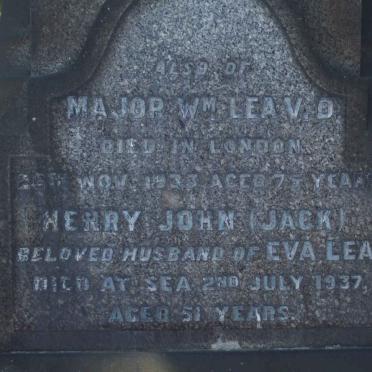 ALSO OF
MAJOR Wᴹ LEA V.D.
DIED IN LONDON
NOV. 1933 AGED YEARS
HENRY JOHN (JACK)
BELOVED HUSBAND OF EVA LEA
DIED AT SEA 2ND JULY 1937,
AGED 51 YEARS.